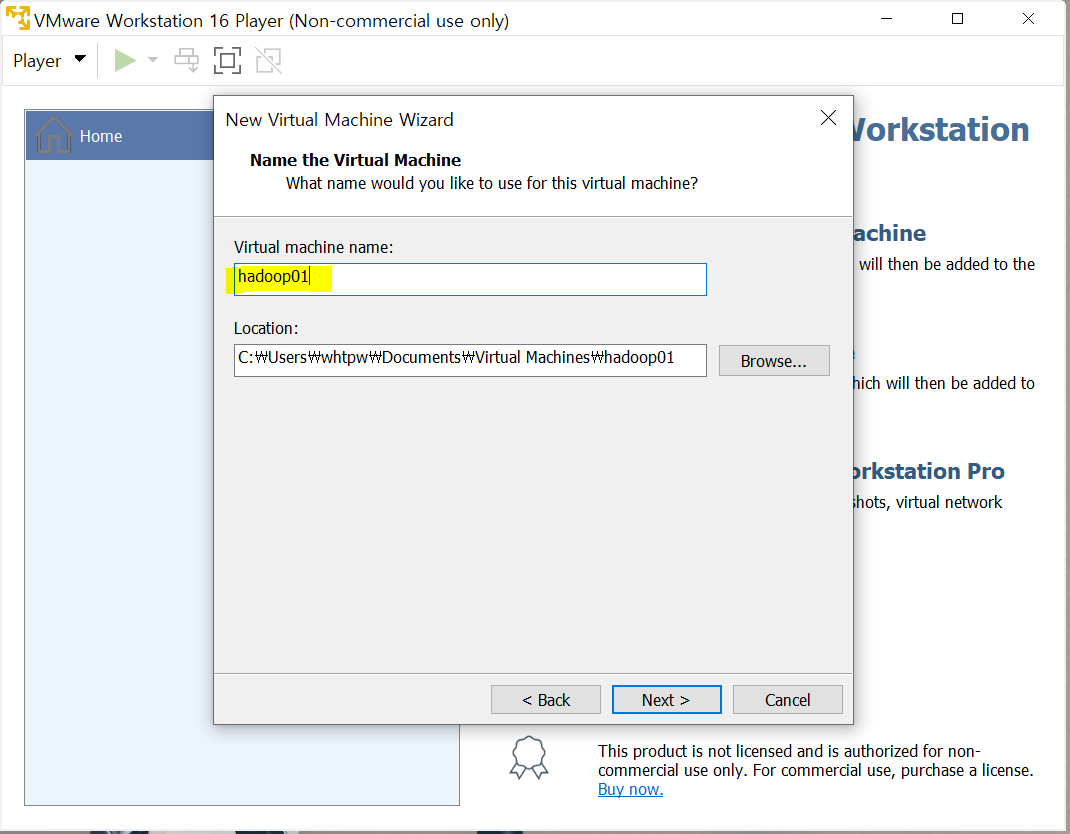 VMware Workstation 16 Player (Non-commercial use only)
Player
Home
New Virtual Machine Wizard
Name the Virtual Machine
What name would you like to use for this virtual machine?
Virtual machine name:
hadoop01
Location:
C:₩Users₩whtpw₩Documents₩Virtual Machines₩hadoop01
Browse...
< Back
Next >
Cancel
Workstation
achine
will then be added to the
hich will then be added to
orkstation Pro
shots, virtual network
This product is not licensed and is authorized for non-
commercial use only. For commercial use, purchase a license.
Buy now.